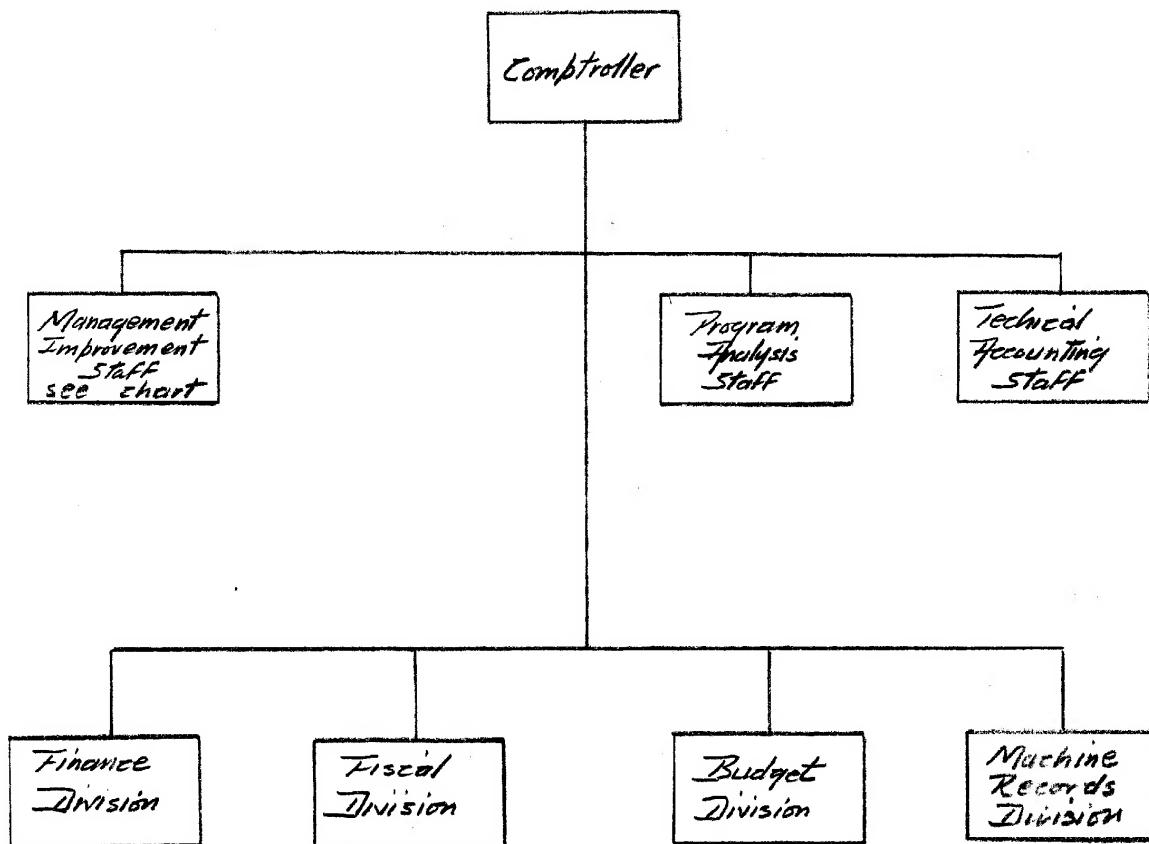 Comptroller
Management
Improvement
Staff
see chart
Program
Analysis
Staff
Technical
Accounting
Staff
Finance
Division
Fiscal
Division
Budget
Division
Machine
Records
Division